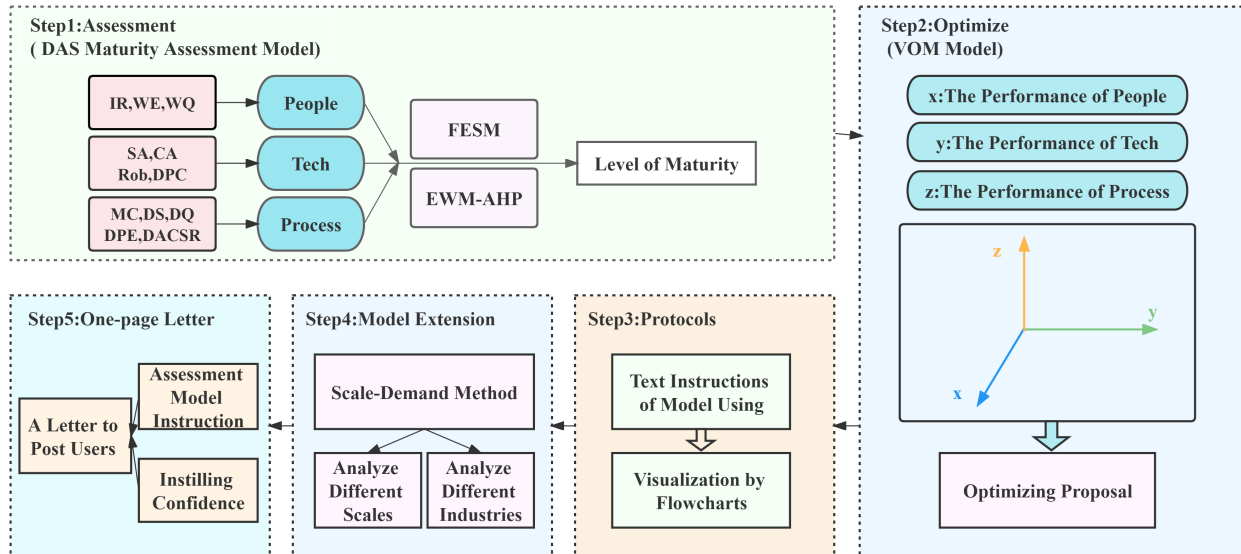 Step1:Assessment
( DAS Maturity Assessment Model)
IR,WE,WQ
People
SA,CA
Rob,DPC
Tech
MC,DS,DQ
DPE,DACSR
Process
FESM
EWM-AHP
Level of Maturity
Step2:Optimize
(VOM Model)
x:The Performance of People
y:The Performance of Tech
z:The Performance of Process
z
y
x
Optimizing Proposal
Step3:Protocols
Text Instructions
of Model Using
Visualization by
Flowcharts
Step4:Model Extension
Scale-Demand Method
Analyze
Different
Scales
Analyze
Different
Industries
Step5:One-page Letter
Assessment
Model
Instruction
A Letter to
Post Users
Instilling
Confidence